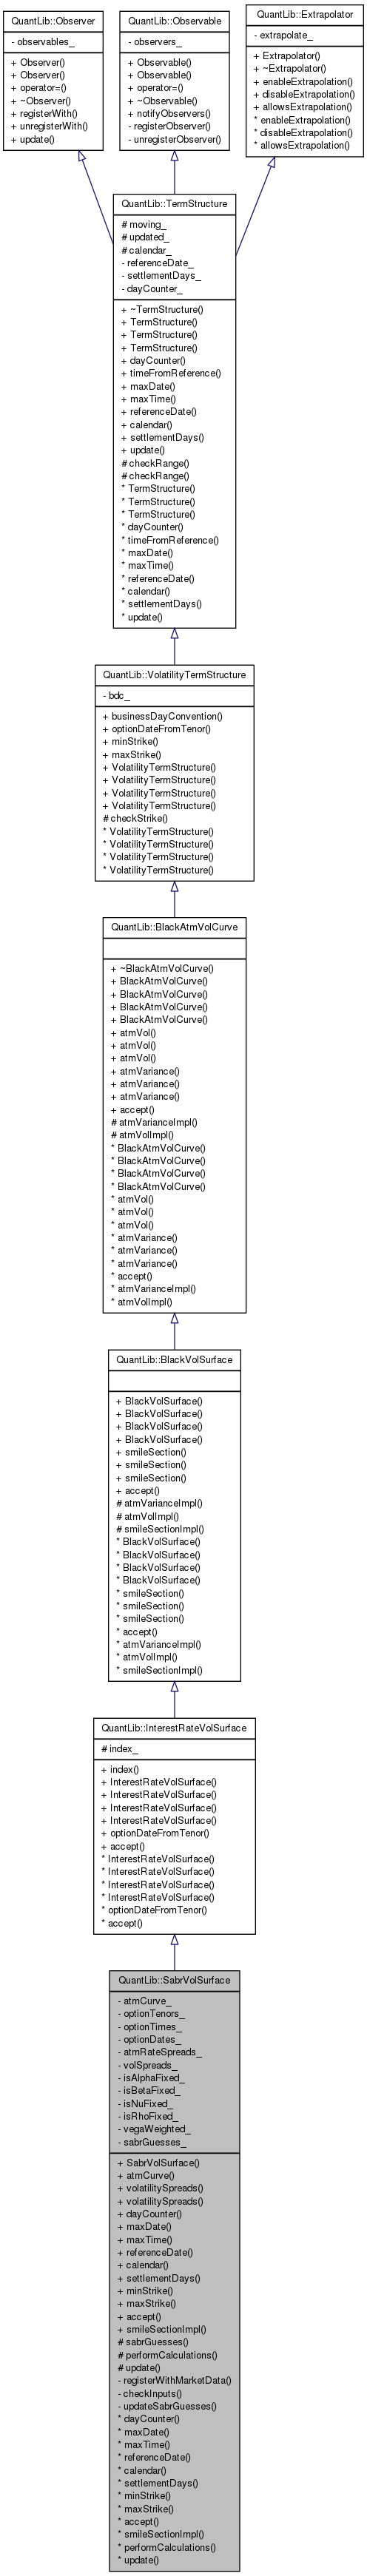 QuantLib::Observer
- observables_
+ Observer()
+ Observer()
+ operator=()
+ ~Observer()
+ registerWith()
+ unregisterWith()
+ update()
QuantLib::Observable
- observers_
+ Observable()
+ Observable()
+ operator=()
+ ~Observable()
+ notifyObservers()
- registerObserver()
- unregisterObserver()
QuantLib::Extrapolator
- extrapolate_
+ Extrapolator()
+ ~Extrapolator()
+ enableExtrapolation()
+ disableExtrapolation()
+ allowsExtrapolation()
* enableExtrapolation()
* disableExtrapolation()
* allowsExtrapolation()
QuantLib::TermStructure
# moving_
# updated_
# calendar_
- referenceDate_
- settlementDays_
- dayCounter_
+ ~TermStructure()
+ TermStructure()
+ TermStructure()
+ TermStructure()
+ dayCounter()
+ timeFromReference()
+ maxDate()
+ maxTime()
+ referenceDate()
+ calendar()
+ settlementDays()
+ update()
# checkRange()
# checkRange()
* TermStructure()
* TermStructure()
* TermStructure()
* dayCounter()
* timeFromReference()
* maxDate()
* maxTime()
* referenceDate()
* calendar()
* settlementDays()
* update()
QuantLib::VolatilityTermStructure
- bdc_
+ businessDayConvention()
+ optionDateFromTenor()
+ minStrike()
+ maxStrike()
+ VolatilityTermStructure()
+ VolatilityTermStructure()
+ VolatilityTermStructure()
+ VolatilityTermStructure()
# checkStrike()
* VolatilityTermStructure()
* VolatilityTermStructure()
* VolatilityTermStructure()
* VolatilityTermStructure()
QuantLib::BlackAtmVolCurve
+ ~BlackAtmVolCurve()
+ BlackAtmVolCurve()
+ BlackAtmVolCurve()
+ BlackAtmVolCurve()
+ BlackAtmVolCurve()
+ atmVol()
+ atmVol()
+ atmVol()
+ atmVariance()
+ atmVariance()
+ atmVariance()
+ accept()
# atmVarianceImpl()
# atmVolImpl()
* BlackAtmVolCurve()
* BlackAtmVolCurve()
* BlackAtmVolCurve()
* BlackAtmVolCurve()
* atmVol()
* atmVol()
* atmVol()
* atmVariance()
* atmVariance()
* atmVariance()
* accept()
* atmVarianceImpl()
* atmVolImpl()
QuantLib::BlackVolSurface
+ BlackVolSurface()
+ BlackVolSurface()
+ BlackVolSurface()
+ BlackVolSurface()
+ smileSection()
+ smileSection()
+ smileSection()
+ accept()
# atmVarianceImpl()
# atmVolImpl()
# smileSectionImpl()
* BlackVolSurface()
* BlackVolSurface()
* BlackVolSurface()
* BlackVolSurface()
* smileSection()
* smileSection()
* smileSection()
* accept()
* atmVarianceImpl()
* atmVolImpl()
* smileSectionImpl()
QuantLib::InterestRateVolSurface
# index_
+ index()
+ InterestRateVolSurface()
+ InterestRateVolSurface()
+ InterestRateVolSurface()
+ InterestRateVolSurface()
+ optionDateFromTenor()
+ accept()
* InterestRateVolSurface()
* InterestRateVolSurface()
* InterestRateVolSurface()
* InterestRateVolSurface()
* optionDateFromTenor()
* accept()
QuantLib::SabrVolSurface
- atmCurve_
- optionTenors_
- optionTimes_
- optionDates_
- atmRateSpreads_
- volSpreads_
- isAlphaFixed_
- isBetaFixed_
- isNuFixed_
- isRhoFixed_
- vegaWeighted_
- sabrGuesses_
+ SabrVolSurface()
+ atmCurve()
+ volatilitySpreads()
+ volatilitySpreads()
+ dayCounter()
+ maxDate()
+ maxTime()
+ referenceDate()
+ calendar()
+ settlementDays()
+ minStrike()
+ maxStrike()
+ accept()
+ smileSectionImpl()
# sabrGuesses()
# performCalculations()
# update()
- registerWithMarketData()
- checkInputs()
- updateSabrGuesses()
* dayCounter()
* maxDate()
* maxTime()
* referenceDate()
* calendar()
* settlementDays()
* minStrike()
* maxStrike()
* accept()
* smileSectionImpl()
* performCalculations()
* update()